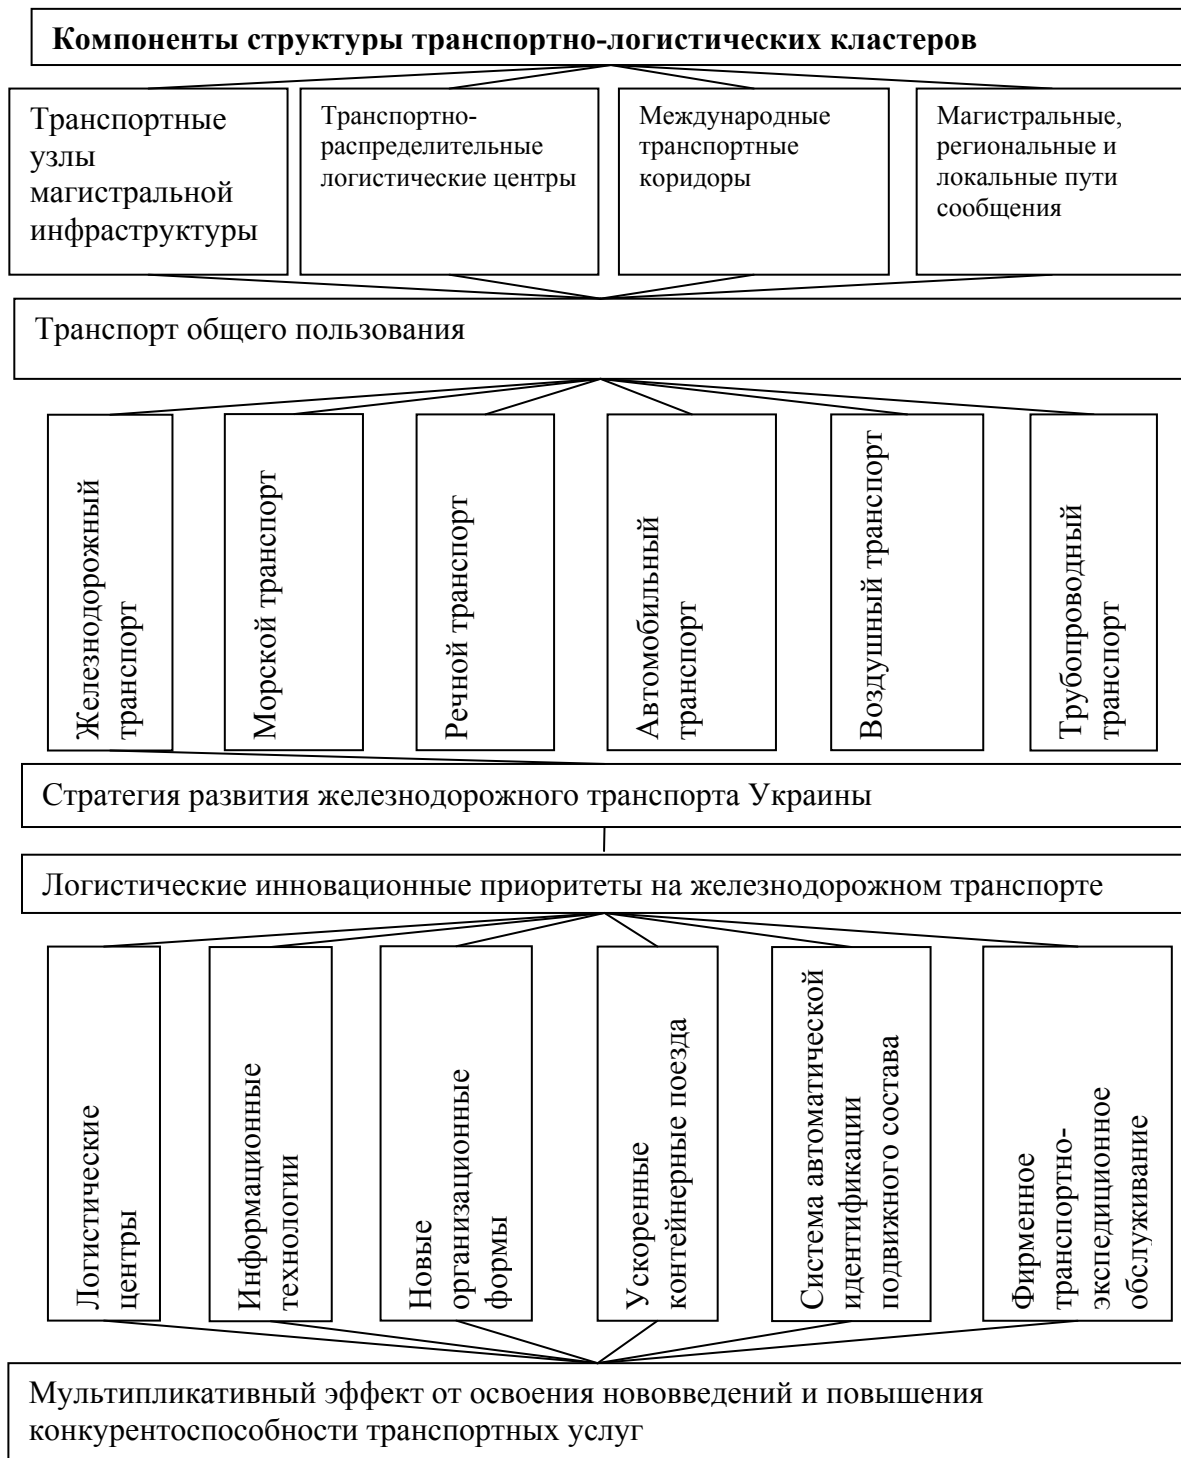 Компоненты структуры транспортно-логистических кластеров
Транспортные
узлы
магистральной
инфраструктуры
Транспортно-
распределительные
логистические центры
Международные
транспортные
коридоры
Магистральные,
региональные и
локальные пути
сообщения
Транспорт общего пользования
Железнодорожный
транспорт
Морской транспорт
Речной транспорт
Автомобильный
транспорт
Воздушный транспорт
Трубопроводный
транспорт
Стратегия развития железнодорожного транспорта Украины
Логистические инновационные приоритеты на железнодорожном транспорте
Логистические
центры
Информационные
технологии
Новые
организационные
формы
Ускоренные
контейнерные поезда
Система автоматической
идентификации
подвижного состава
Фирменное
транспортно-
экспедиционное
обслуживание
Мультипликативный эффект от освоения нововведений и повышения
конкурентоспособности транспортных услуг